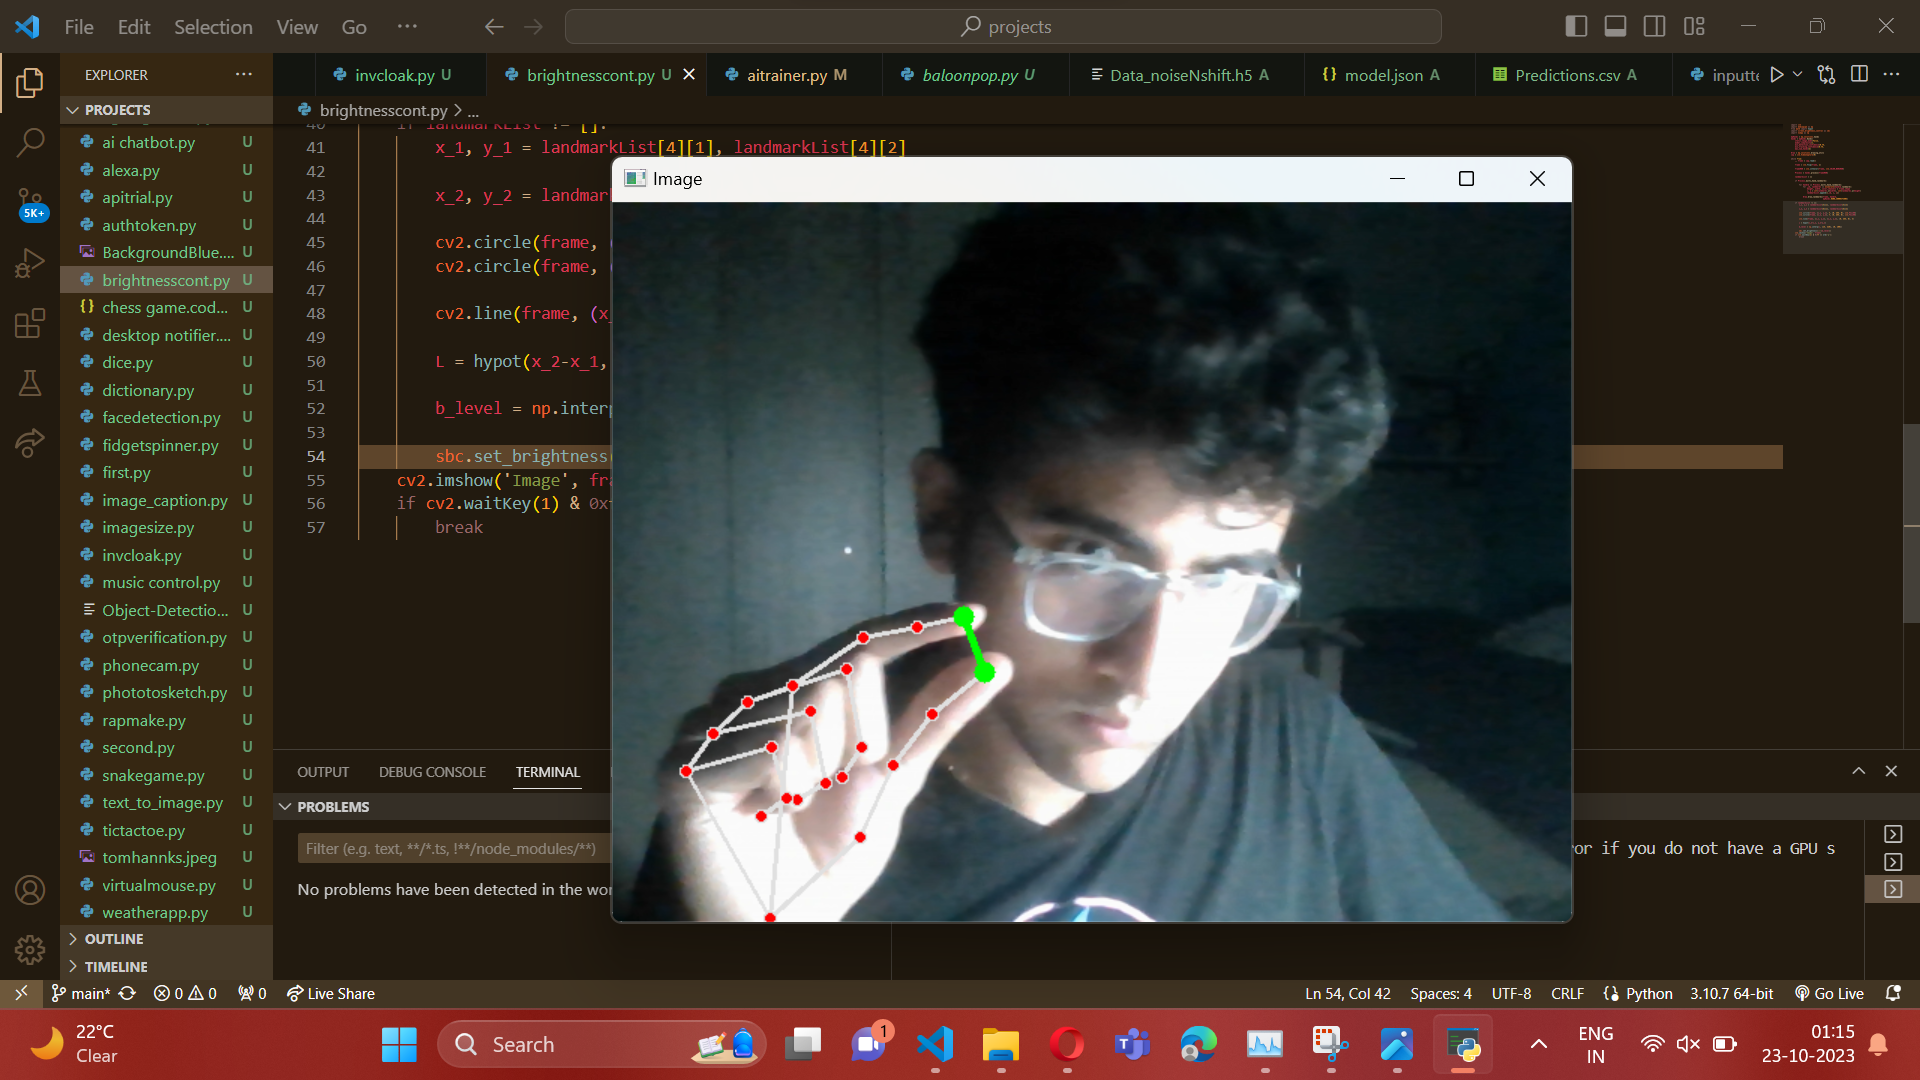 File Edit Selection View Go ··· projects
EXPLORER ···
invcloak.py U
brightnesscont.py U
aitrainer.py M
baloonpop.py U
Data_noiseNshift.h5 A
{} model.json A
Predictions.csv A
inputte
PROJECTS
brightnesscont.py > ...
ai chatbot.py U
alexa.py U
apitrial.py U
authtoken.py U
BackgroundBlue.... U
brightnesscont.py U
{} chess game.cod... U
desktop notifier.... U
dice.py U
dictionary.py U
facedetection.py U
fidgetspinner.py U
first.py U
image_caption.py U
imagesize.py U
invcloak.py U
music control.py U
Object-Detectio... U
otpverification.py U
phonecam.py U
phototosketch.py U
rapmake.py U
second.py U
snakegame.py U
text_to_image.py U
tictactoe.py U
tomhannks.jpeg U
virtualmouse.py U
weatherapp.py U
OUTLINE
TIMELINE
5K+
40 if landmarkList != []:
41 x_1, y_1 = landmarkList[4][1], landmarkList[4][2]
42
43 x_2, y_2 = landmark
44
45 cv2.circle(frame,
46 cv2.circle(frame,
47
48 cv2.line(frame, (x_
49
50 L = hypot(x_2-x_1,
51
52 b_level = np.interp
53
54 sbc.set_brightness(
55 cv2.imshow('Image', fra
56 if cv2.waitKey(1) & 0x
57 break
Image
OUTPUT DEBUG CONSOLE TERMINAL
PROBLEMS
Filter (e.g. text, **/*.ts, !**/node_modules/**)
No problems have been detected in the wor
or if you do not have a GPU s
main* 0 0 0 Live Share
Ln 54, Col 42 Spaces: 4 UTF-8 CRLF Python 3.10.7 64-bit Go Live
22°C
Clear
Search
1
ENG
IN
01:15
23-10-2023